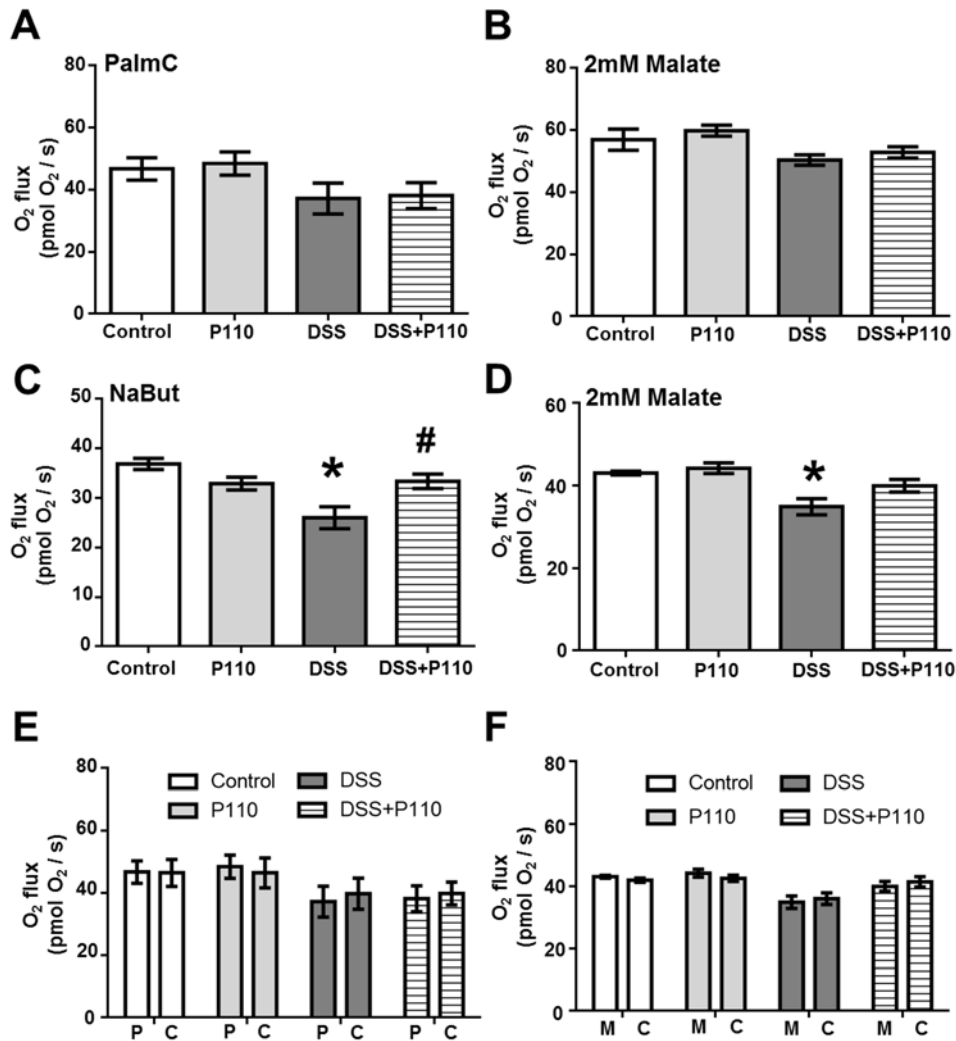 A
PalmC
O2 flux
(pmol O2 / s)
80
60
40
20
0
Control P110 DSS DSS+P110
B
2mM Malate
O2 flux
(pmol O2 / s)
80
60
40
20
0
Control P110 DSS DSS+P110
C
NaBut
O2 flux
(pmol O2 / s)
50
40
30
20
10
0
*
#
Control P110 DSS DSS+P110
D
2mM Malate
O2 flux
(pmol O2 / s)
60
40
20
0
*
Control P110 DSS DSS+P110
E
O2 flux
(pmol O2 / s)
80
60
40
20
0
Control DSS
P110 DSS+P110
P C P C P C P C
F
O2 flux
(pmol O2 / s)
80
60
40
20
0
Control DSS
P110 DSS+P110
M C M C M C M C